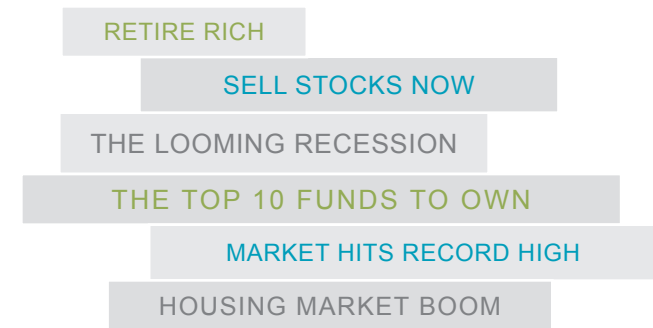 RETIRE RICH
SELL STOCKS NOW
THE LOOMING RECESSION
THE TOP 10 FUNDS TO OWN
MARKET HITS RECORD HIGH
HOUSING MARKET BOOM